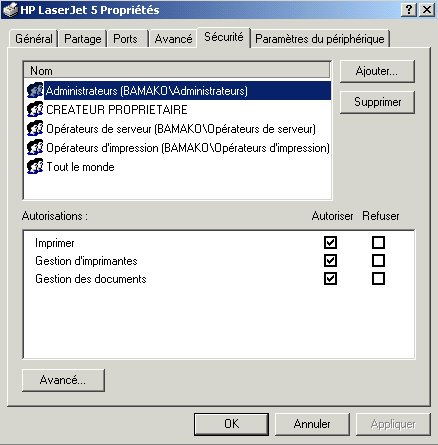 HP LaserJet 5 Propriétés
Général Partage Ports Avancé Sécurité Paramètres du périphérique
Nom
Administrateurs (BAMAKO\Administrateurs)
CREATEUR PROPRIETAIRE
Opérateurs de serveur (BAMAKO\Opérateurs de serveur)
Opérateurs d'impression (BAMAKO\Opérateurs d'impression)
Tout le monde
Ajouter...
Supprimer
Autorisations : Autoriser Refuser
Imprimer
Gestion d'imprimantes
Gestion des documents
Avancé...
OK Annuler Appliquer